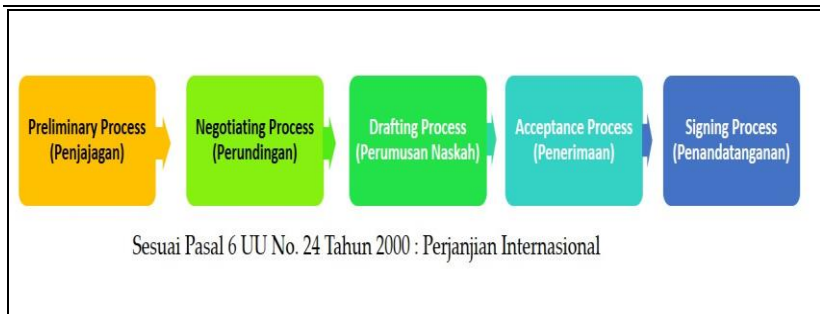 Preliminary Process
(Penjajagan)
Negotiating Process
(Perundingan)
Drafting Process
(Perumusan Naskah)
Acceptance Process
(Penerimaan)
Signing Process
(Penandatanganan)
Sesuai Pasal 6 UU No. 24 Tahun 2000 : Perjanjian Internasional